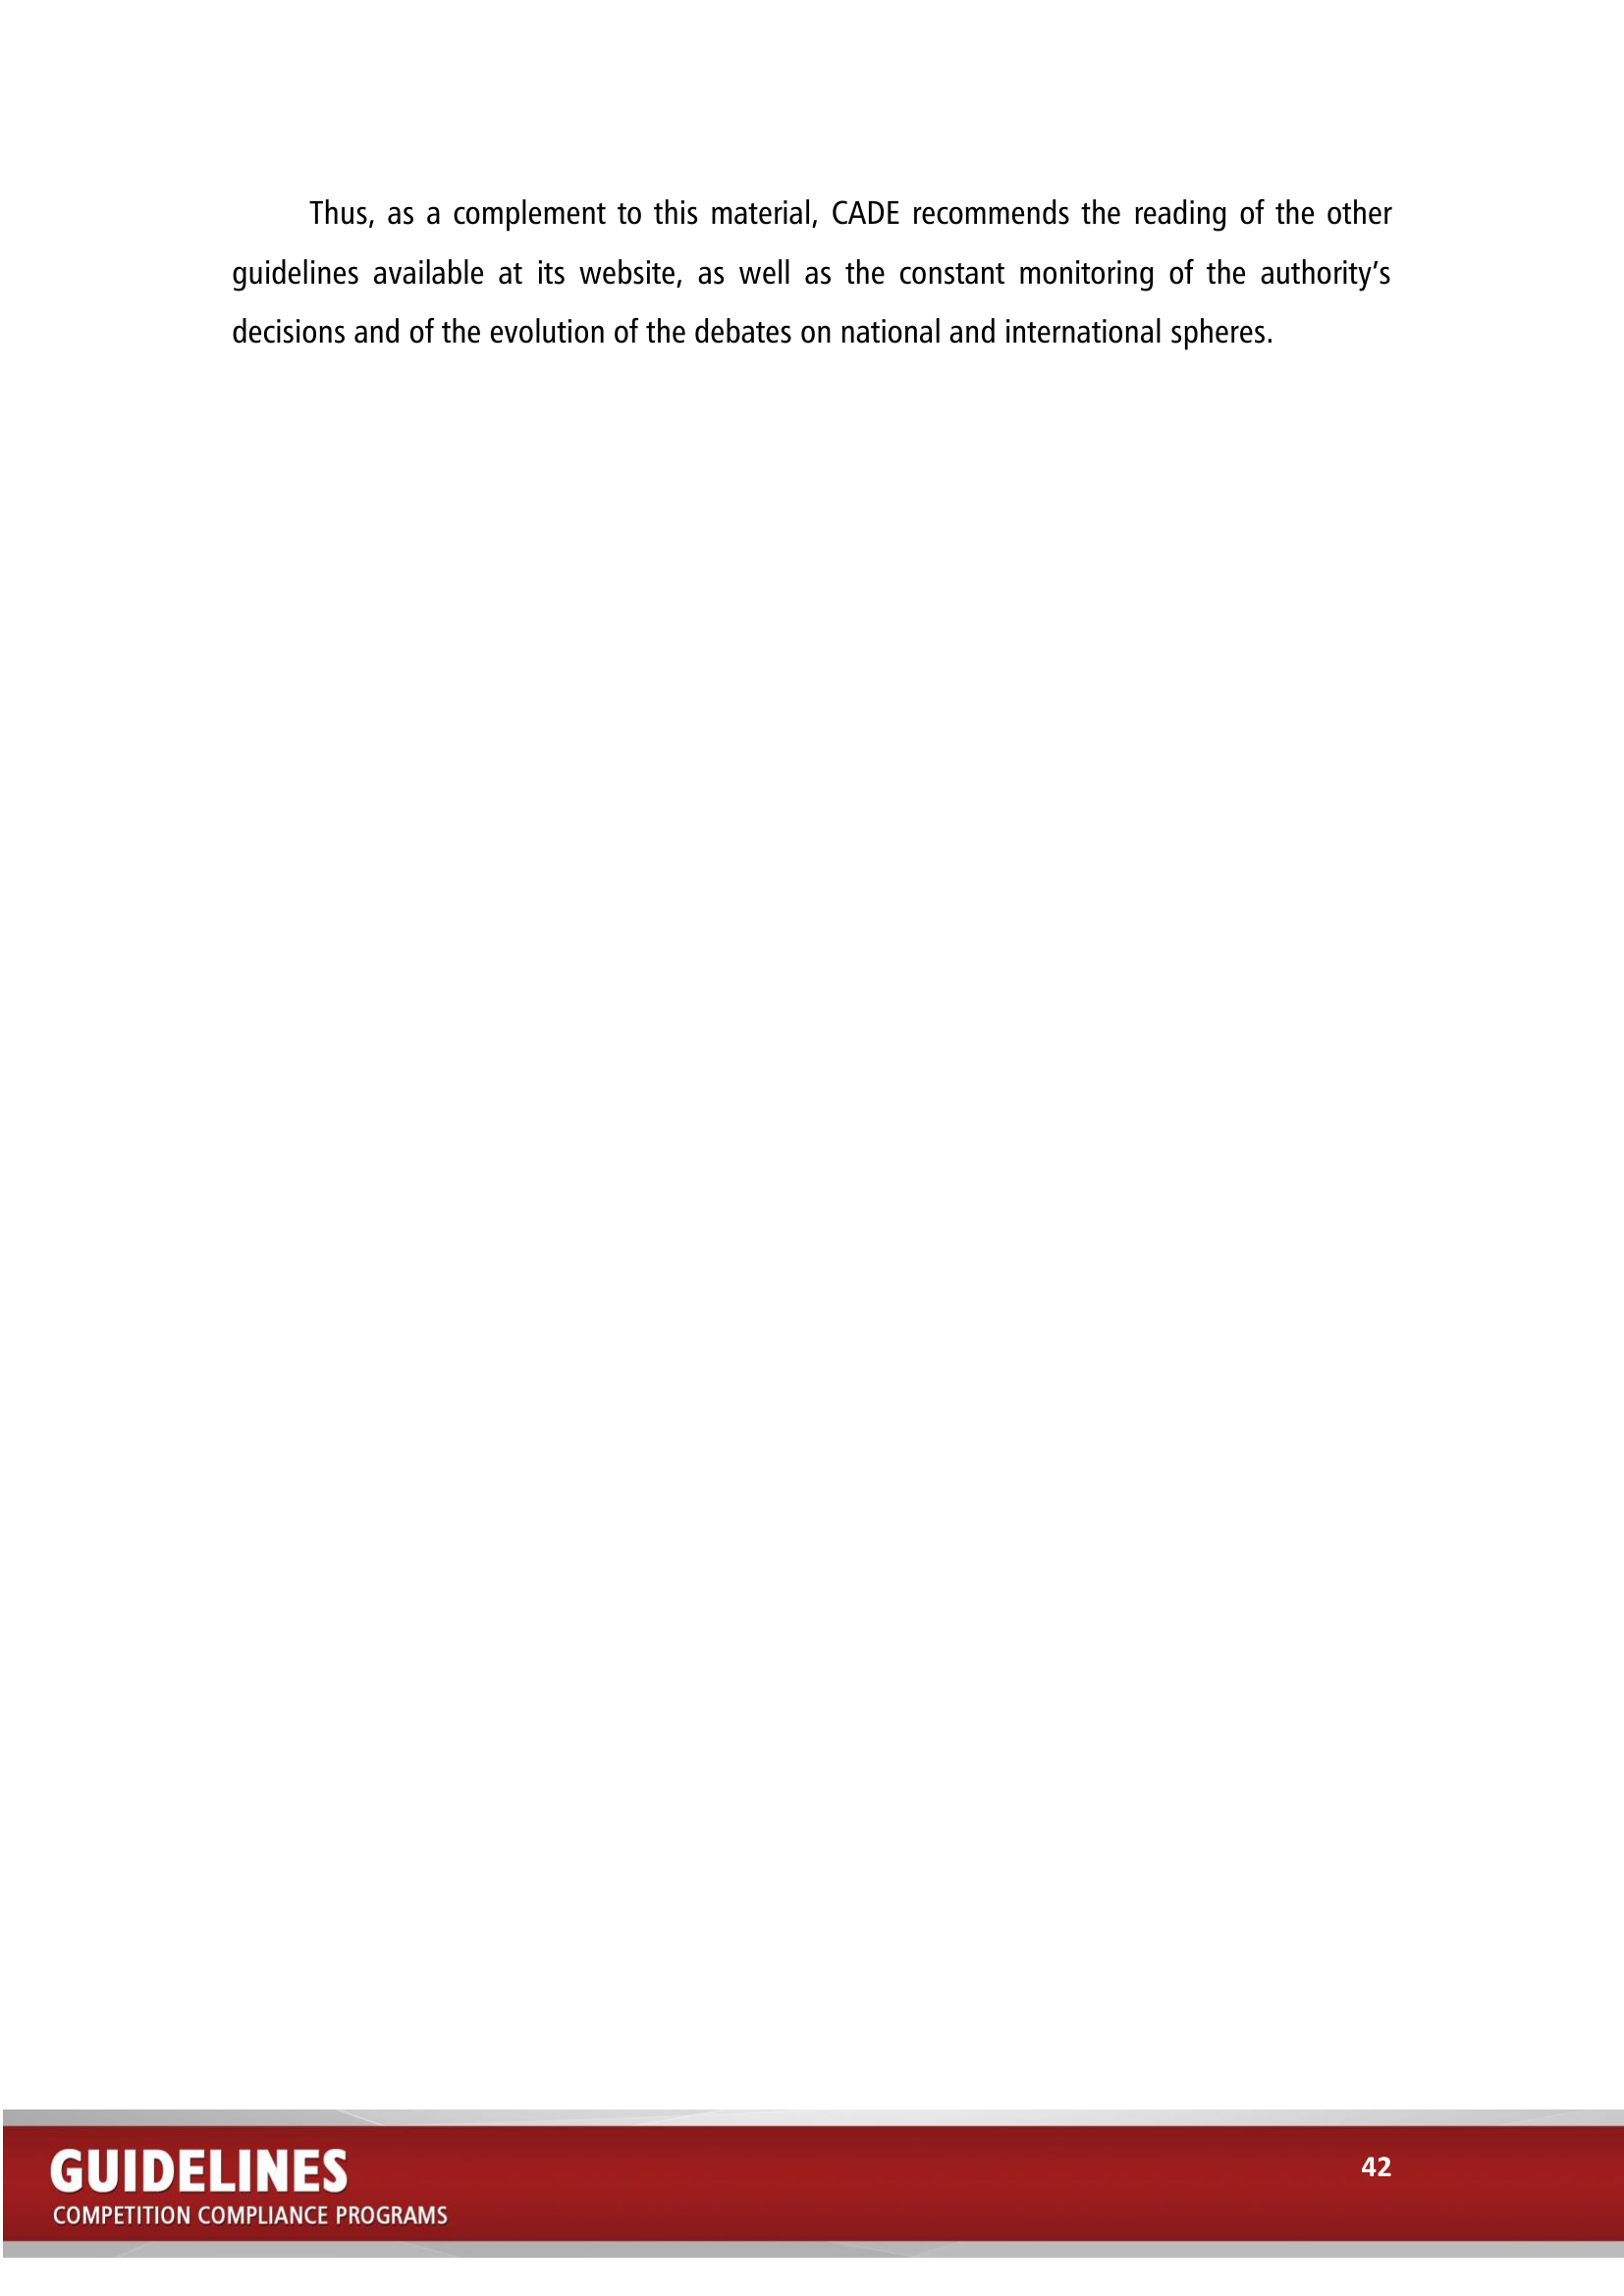 Thus, as a complement to this material, CADE recommends the reading of the other
guidelines available at its website, as well as the constant monitoring of the authority’s
decisions and of the evolution of the debates on national and international spheres.
GUIDELINES
42
COMPETITION COMPLIANCE PROGRAMS